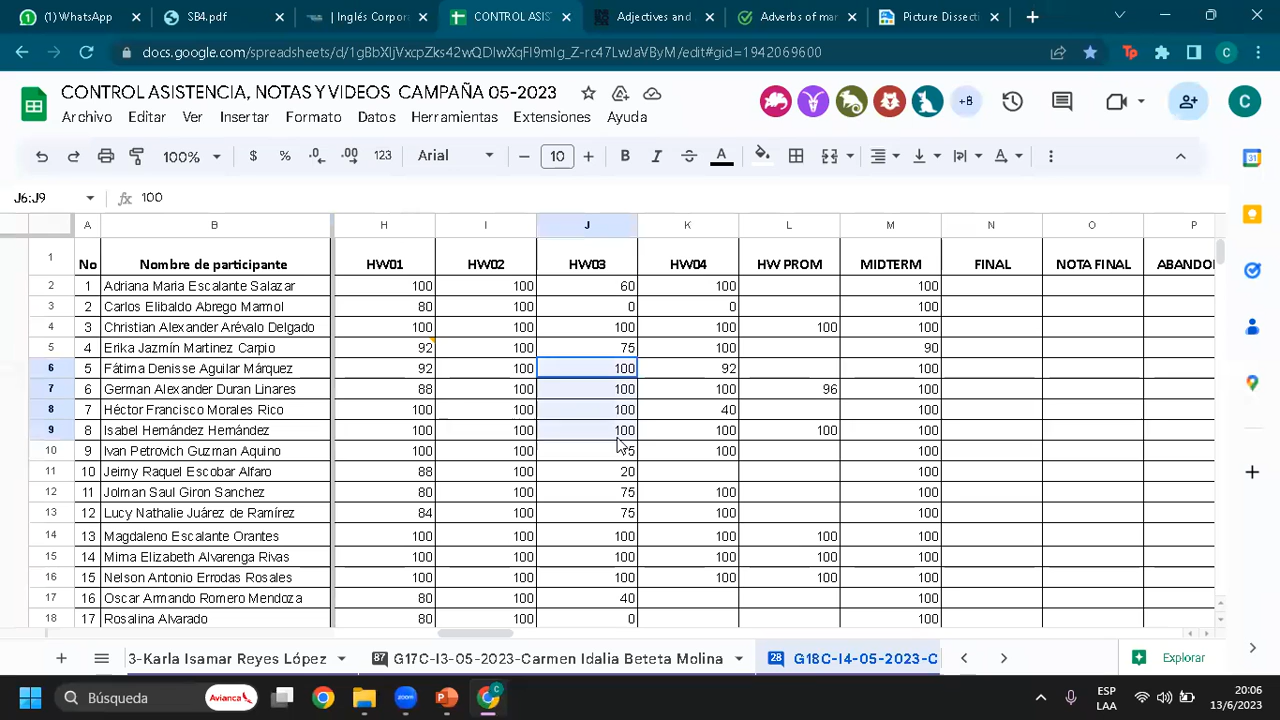 (1) WhatsApp
SB4.pdf
| Inglés Corpora
CONTROL ASIS
Adjectives and
Adverbs of mar
Picture Dissecti
docs.google.com/spreadsheets/d/1gBbXIjVxcpZks42wQDIwXqFI9mIg_Z-rc47LwJaVByM/edit#gid=1942069600
CONTROL ASISTENCIA, NOTAS Y VIDEOS CAMPAÑA 05-2023
+8
C
Archivo Editar Ver Insertar Formato Datos Herramientas Extensiones Ayuda
100% $ % .0 .00 123 Arial 10 B I S A
J6:J9 fx 100
A B H I J K L M N O P
1 No Nombre de participante HW01 HW02 HW03 HW04 HW PROM MIDTERM FINAL NOTA FINAL ABANDO
2 1 Adriana Maria Escalante Salazar 100 100 60 100 100
3 2 Carlos Elibaldo Abrego Marmol 80 100 0 0 100
4 3 Christian Alexander Arévalo Delgado 100 100 100 100 100 100
5 4 Erika Jazmín Martinez Carpio 92 100 75 100 90
6 5 Fátima Denisse Aguilar Márquez 92 100 100 92 100
7 6 German Alexander Duran Linares 88 100 100 100 96 100
8 7 Héctor Francisco Morales Rico 100 100 100 40 100
9 8 Isabel Hernández Hernández 100 100 100 100 100 100
10 9 Ivan Petrovich Guzman Aquino 100 100 75 100 100
11 10 Jeimy Raquel Escobar Alfaro 88 100 20 100
12 11 Jolman Saul Giron Sanchez 80 100 75 100 100
13 12 Lucy Nathalie Juárez de Ramírez 84 100 75 100 100
14 13 Magdaleno Escalante Orantes 100 100 100 100 100 100
15 14 Mirna Elizabeth Alvarenga Rivas 100 100 100 100 100 100
16 15 Nelson Antonio Errodas Rosales 100 100 100 100 100 100
17 16 Oscar Armando Romero Mendoza 80 100 40 100
18 17 Rosalina Alvarado 80 100 0 100
3-Karla Isamar Reyes López 87 G17C-I3-05-2023-Carmen Idalia Beteta Molina 28 G18C-I4-05-2023-C Explorar
Búsqueda Avianca ESP LAA 20:06 13/6/2023